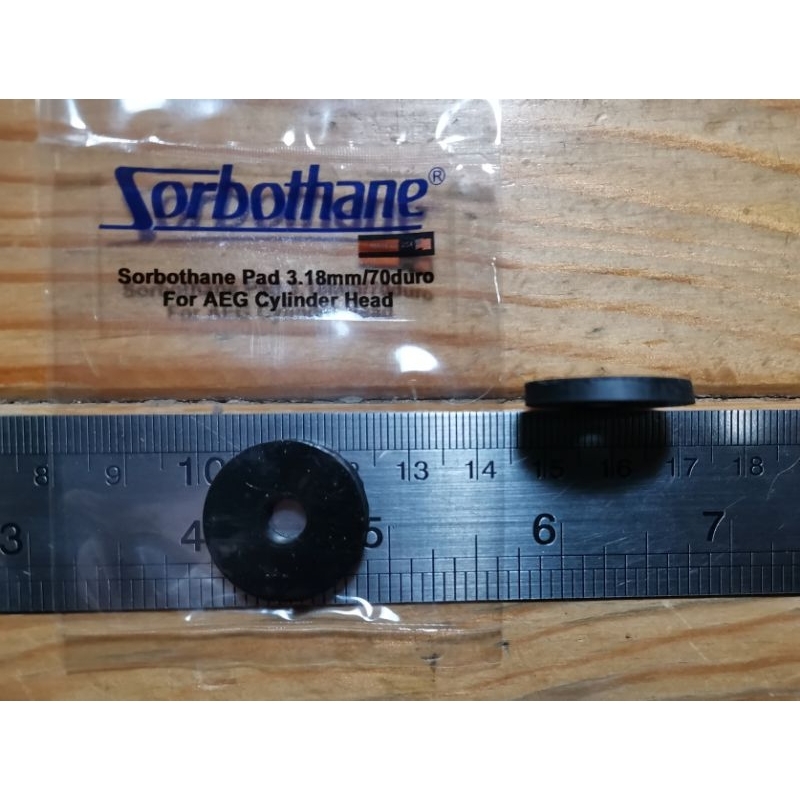 Sorbothane®
Sorbothane Pad 3.18mm/70duro
For AEG Cylinder Head
8 9 10 13 14 15 16 17 18
3 4 5 6 7